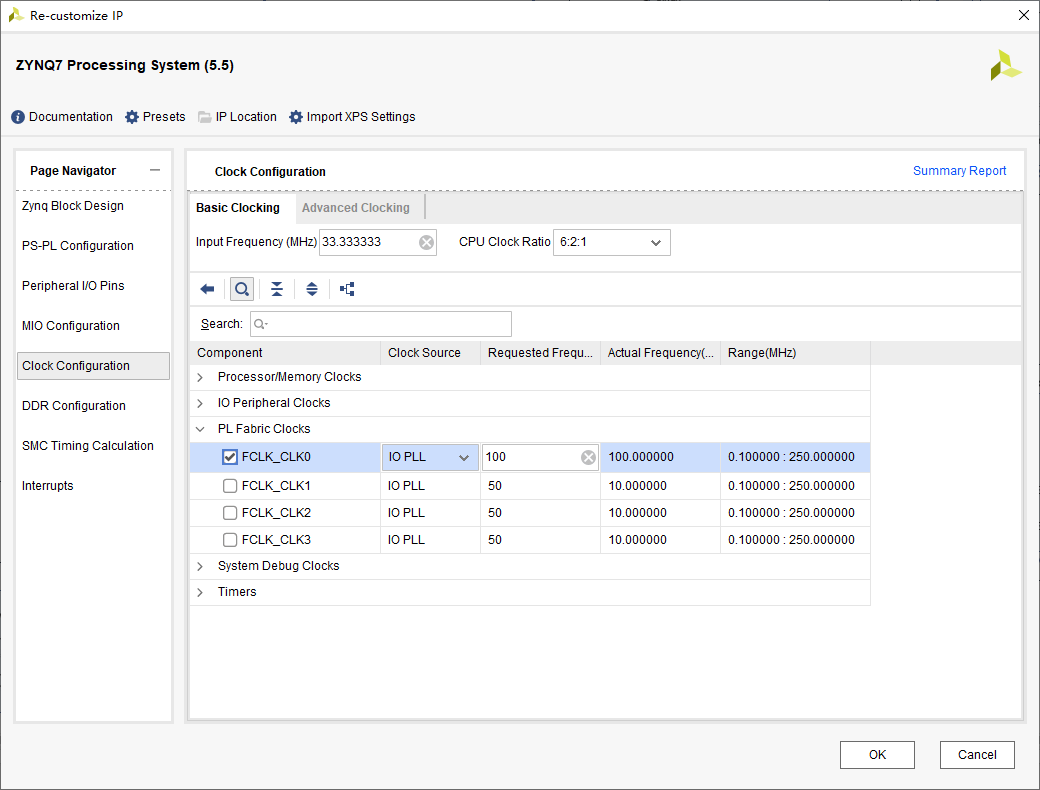 Re-customize IP
ZYNQ7 Processing System (5.5)
Documentation Presets IP Location Import XPS Settings
Page Navigator
Zynq Block Design
PS-PL Configuration
Peripheral I/O Pins
MIO Configuration
Clock Configuration
DDR Configuration
SMC Timing Calculation
Interrupts
Clock Configuration Summary Report
Basic Clocking Advanced Clocking
Input Frequency (MHz) 33.333333 CPU Clock Ratio 6:2:1
Search:
Component Clock Source Requested Frequ... Actual Frequency(... Range(MHz)
Processor/Memory Clocks
IO Peripheral Clocks
PL Fabric Clocks
FCLK_CLK0 IO PLL 100 100.000000 0.100000 : 250.000000
FCLK_CLK1 IO PLL 50 10.000000 0.100000 : 250.000000
FCLK_CLK2 IO PLL 50 10.000000 0.100000 : 250.000000
FCLK_CLK3 IO PLL 50 10.000000 0.100000 : 250.000000
System Debug Clocks
Timers
OK Cancel